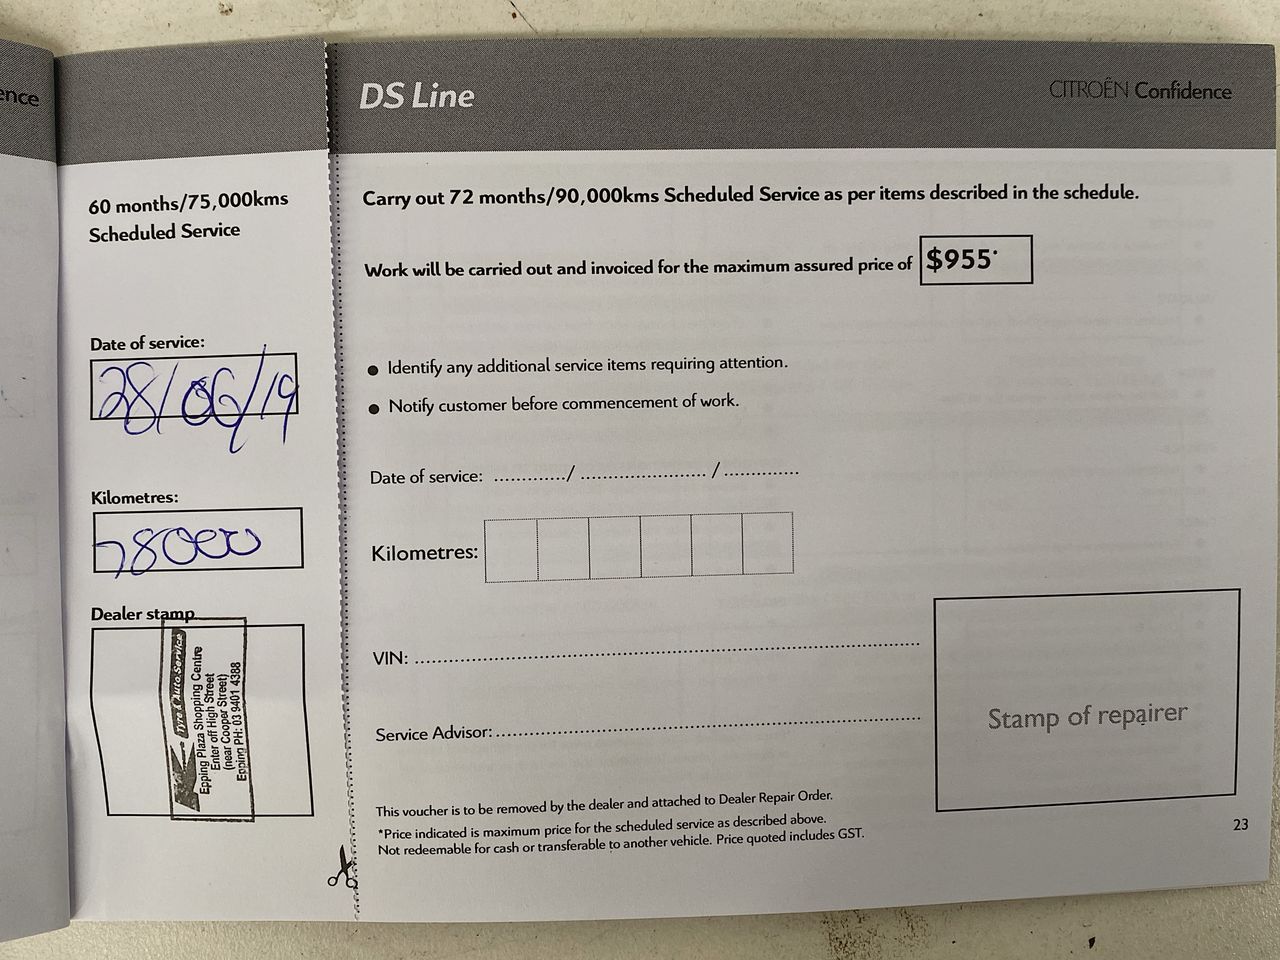 ence
60 months/75,000kms
Scheduled Service
Date of service:
28/06/19
Kilometres:
78000
Dealer stamp
Tyre & Auto Service
Epping Plaza Shopping Centre
Enter off High Street
(near Cooper Street)
Epping PH: 03 9401 4388
DS Line
CITROËN Confidence
Carry out 72 months/90,000kms Scheduled Service as per items described in the schedule.
Work will be carried out and invoiced for the maximum assured price of $955*
● Identify any additional service items requiring attention.
● Notify customer before commencement of work.
Date of service: ............./ ....................... / ..............
Kilometres:
VIN: ................................................................
Service Advisor: ................................................................
Stamp of repairer
This voucher is to be removed by the dealer and attached to Dealer Repair Order.
*Price indicated is maximum price for the scheduled service as described above.
Not redeemable for cash or transferable to another vehicle. Price quoted includes GST.
23